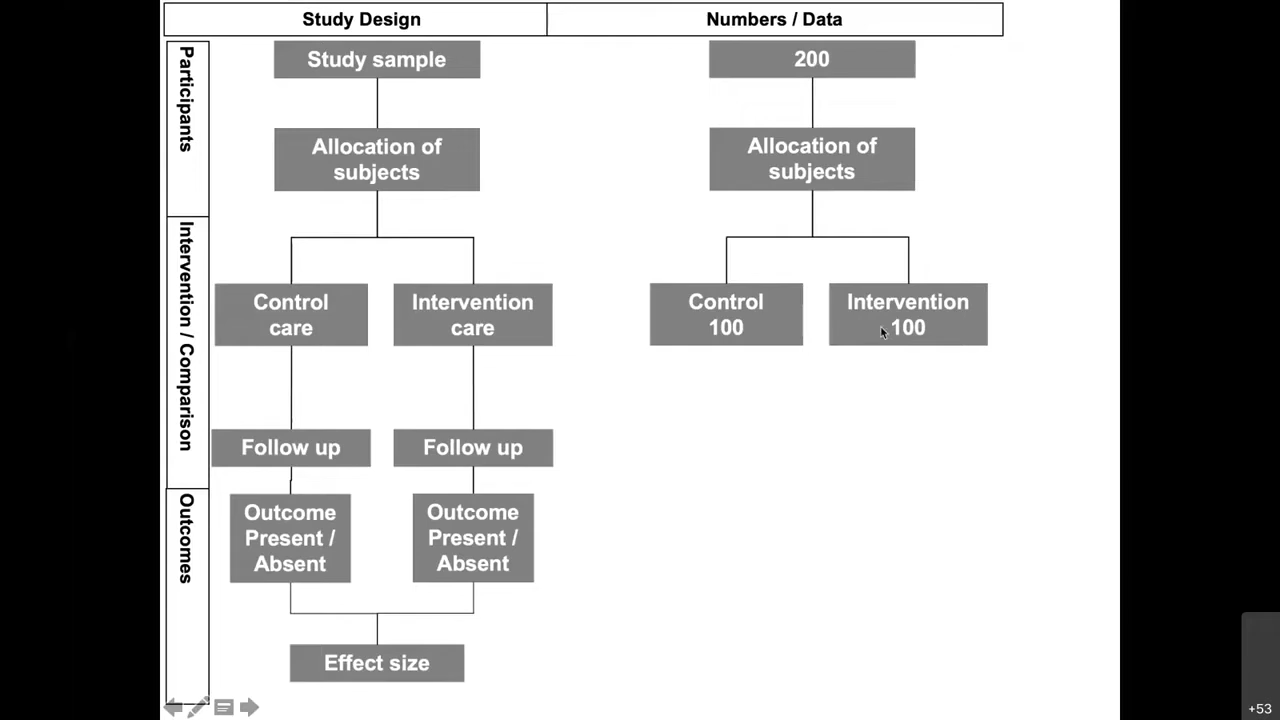 Study Design
Numbers / Data
Participants
Study sample
200
Allocation of
subjects
Allocation of
subjects
Intervention / Comparison
Control
care
Intervention
care
Control
100
Intervention
100
Follow up
Follow up
Outcomes
Outcome
Present /
Absent
Outcome
Present /
Absent
Effect size
+53